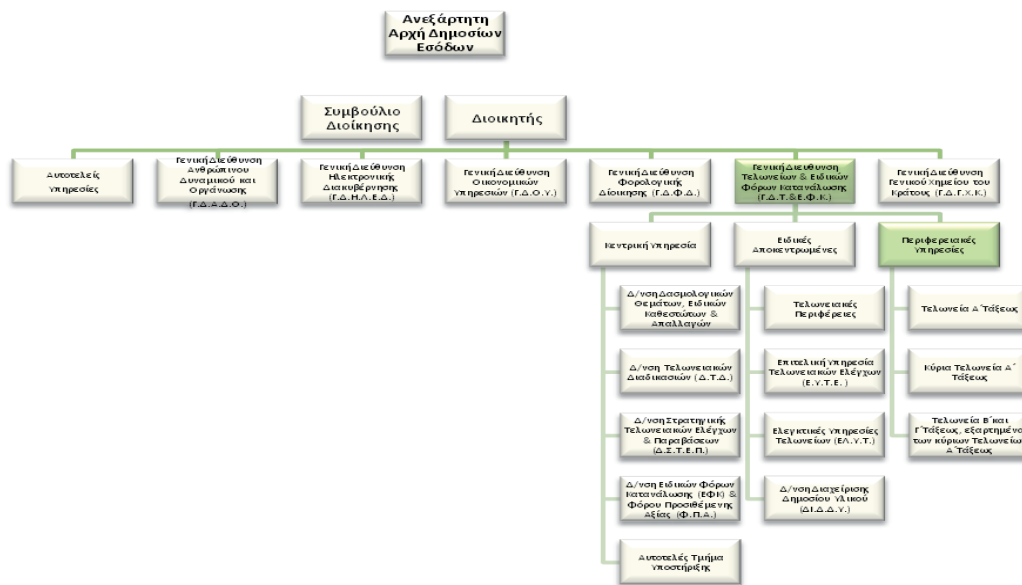 Ανεξάρτητη
Αρχή Δημοσίων
Εσόδων
Συμβούλιο
Διοίκησης
Διοικητής
Αυτοτελείς
Υπηρεσίες
Γενική Διεύθυνση
Ανθρώπινου
Δυναμικού και
Οργάνωσης
(Γ.Δ.Α.Δ.Ο.)
Γενική Διεύθυνση
Ηλεκτρονικής
Διακυβέρνησης
(Γ.Δ.Η.ΛΕ.Δ.)
Γενική Διεύθυνση
Οικονομικών
Υπηρεσιών (Γ.Δ.Ο.Υ.)
Γενική Διεύθυνση
Φορολογικής
Διοίκησης (Γ.Δ.Φ.Δ.)
Γενική Διεύθυνση
Τελωνείων & Ειδικών
Φόρων Κατανάλωσης
(Γ.Δ.Τ.&Ε.Φ.Κ.)
Γενική Διεύθυνση
Γενικού Χημείου του
Κράτους (Γ.Δ.Γ.Χ.Κ.)
Κεντρική Υπηρεσία
Δ/νση Δασμολογικών
Θεμάτων, Ειδικών
Καθεστώτων &
Απαλλαγών
Δ/νση Τελωνειακών
Διαδικασιών (Δ.Τ.Δ.)
Δ/νση Στρατηγικής
Τελωνειακών Ελέγχων
& Παραβάσεων
(Δ.Σ.Τ.Ε.Π.)
Δ/νση Ειδικών Φόρων
Κατανάλωσης (ΕΦΚ) &
Φόρου Προστιθέμενης
Αξίας (Φ.Π.Α.)
Αυτοτελές Τμήμα
Υποστήριξης
Ειδικές
Αποκεντρωμένες
Τελωνειακές
Περιφέρειες
Επιτελική Υπηρεσία
Τελωνειακών Ελέγχων
(Ε.Υ.Τ.Ε.)
Ελεγκτικές Υπηρεσίες
Τελωνείων (ΕΛ.Υ.Τ.)
Δ/νση Διαχείρισης
Δημοσίου Υλικού
(ΔΙ.Δ.Δ.Υ.)
Περιφερειακές
Υπηρεσίες
Τελωνεία Α΄Τάξεως
Κύρια Τελωνεία Α΄
Τάξεως
Τελωνεία Β΄και
Γ΄Τάξεως, εξαρτημένα
των κύριων Τελωνείων
Α΄Τάξεως